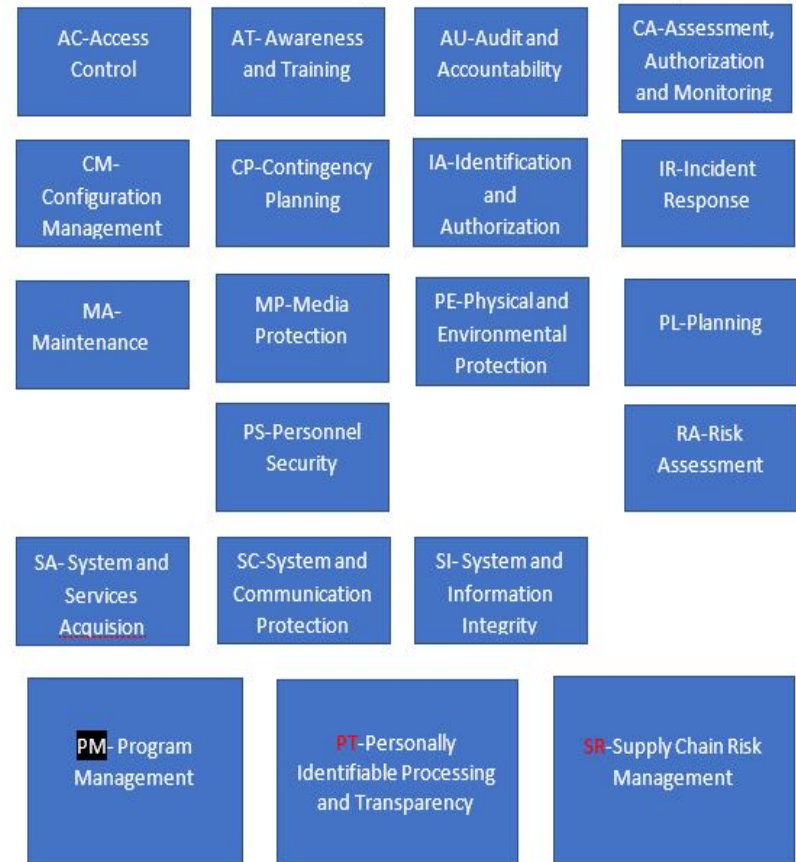 AC-Access
Control
AT- Awareness
and Training
AU-Audit and
Accountability
CA-Assessment,
Authorization
and Monitoring
CM-
Configuration
Management
CP-Contingency
Planning
IA-Identification
and
Authorization
IR-Incident
Response
MA-
Maintenance
MP-Media
Protection
PE-Physical and
Environmental
Protection
PL-Planning
PS-Personnel
Security
RA-Risk
Assessment
SA- System and
Services
Acquision
SC-System and
Communication
Protection
SI- System and
Information
Integrity
PM- Program
Management
PT-Personally
Identifiable Processing
and Transparency
SR-Supply Chain Risk
Management